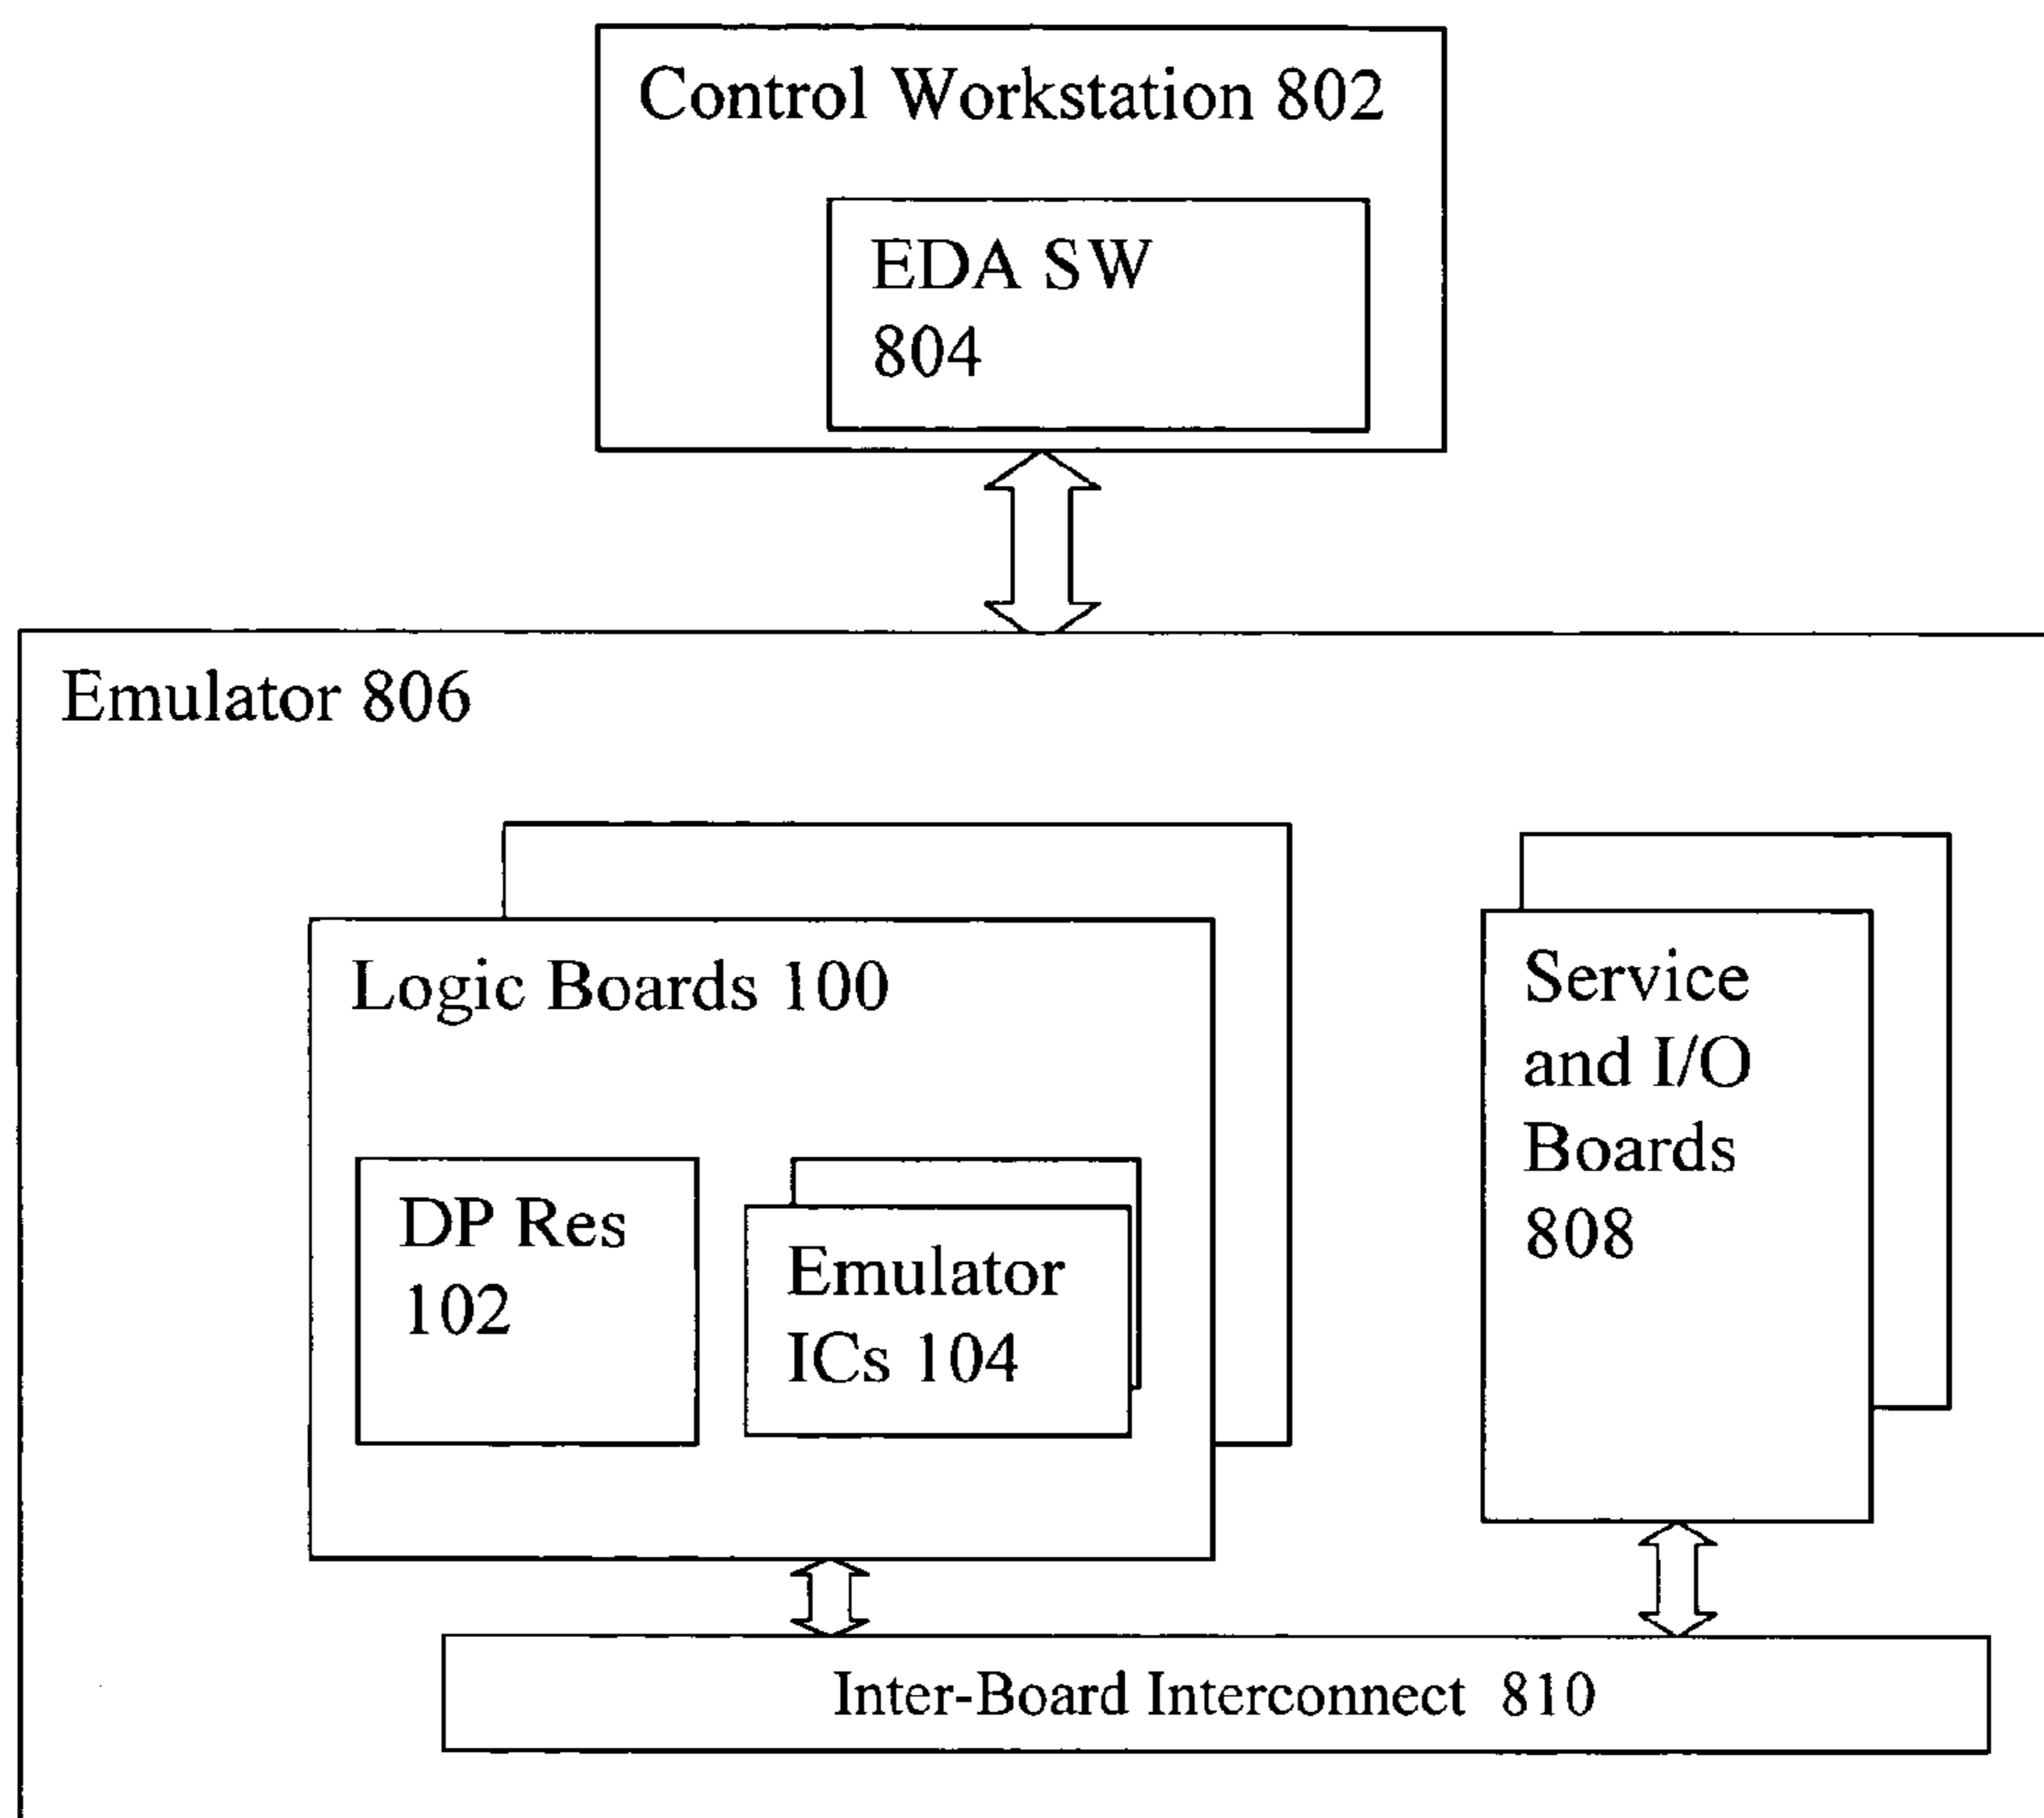 Control Workstation 802
EDA SW
804
Emulator 806
Logic Boards 100
DP Res
102
Emulator
ICs 104
Service
and I/O
Boards
808
Inter-Board Interconnect 810